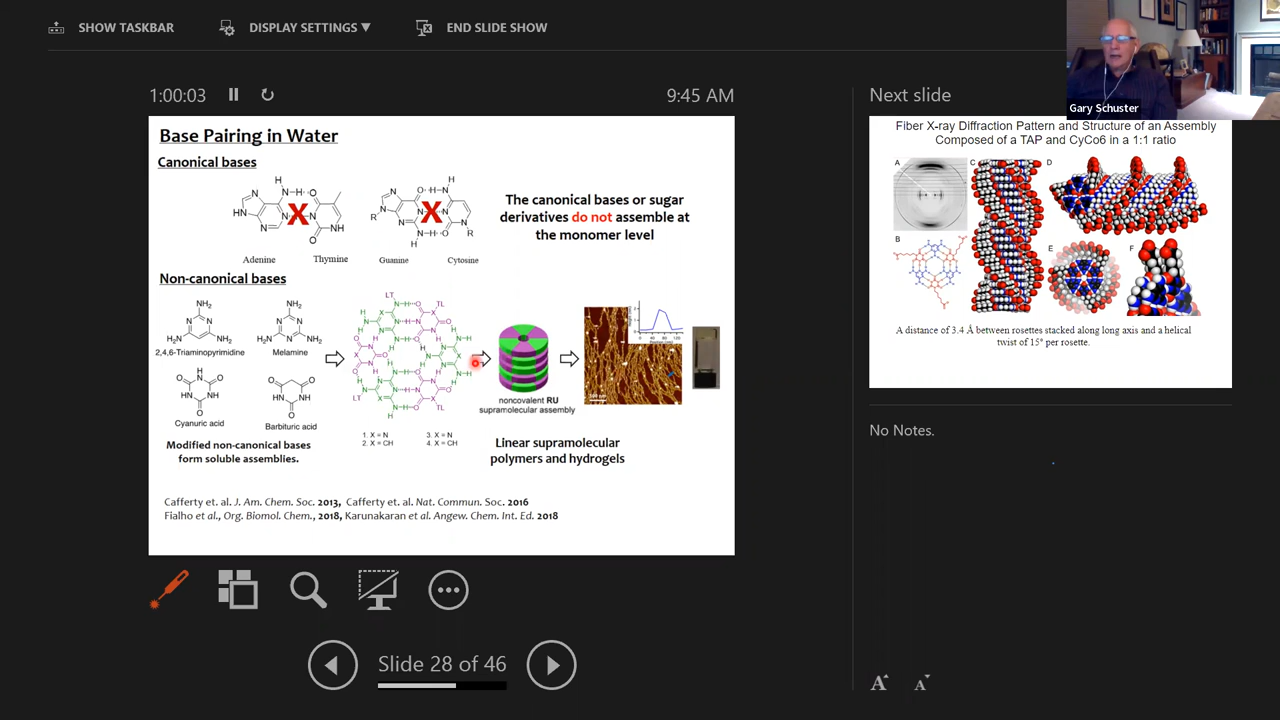 SHOW TASKBAR
DISPLAY SETTINGS ▼
END SLIDE SHOW
Gary Schuster
1:00:03
9:45 AM
Base Pairing in Water
Canonical bases
Adenine
Thymine
Guanine
Cytosine
The canonical bases or sugar
derivatives do not assemble at
the monomer level
Non-canonical bases
2,4,6-Triaminopyrimidine
Melamine
Cyanuric acid
Barbituric acid
Modified non-canonical bases
form soluble assemblies.
1. X = N
2. X = CH
3. X = N
4. X = CH
noncovalent RU
supramolecular assembly
Linear supramolecular
polymers and hydrogels
Cafferty et. al J. Am. Chem. Soc. 2013, Cafferty et. al. Nat. Commun. Soc. 2016
Fialho et al., Org. Biomol. Chem., 2018, Karunakaran et al. Angew. Chem. Int. Ed. 2018
Slide 28 of 46
Next slide
Fiber X-ray Diffraction Pattern and Structure of an Assembly
Composed of a TAP and CyCo6 in a 1:1 ratio
A
B
C
D
E
F
A distance of 3.4 Å between rosettes stacked along long axis and a helical
twist of 15° per rosette.
No Notes.